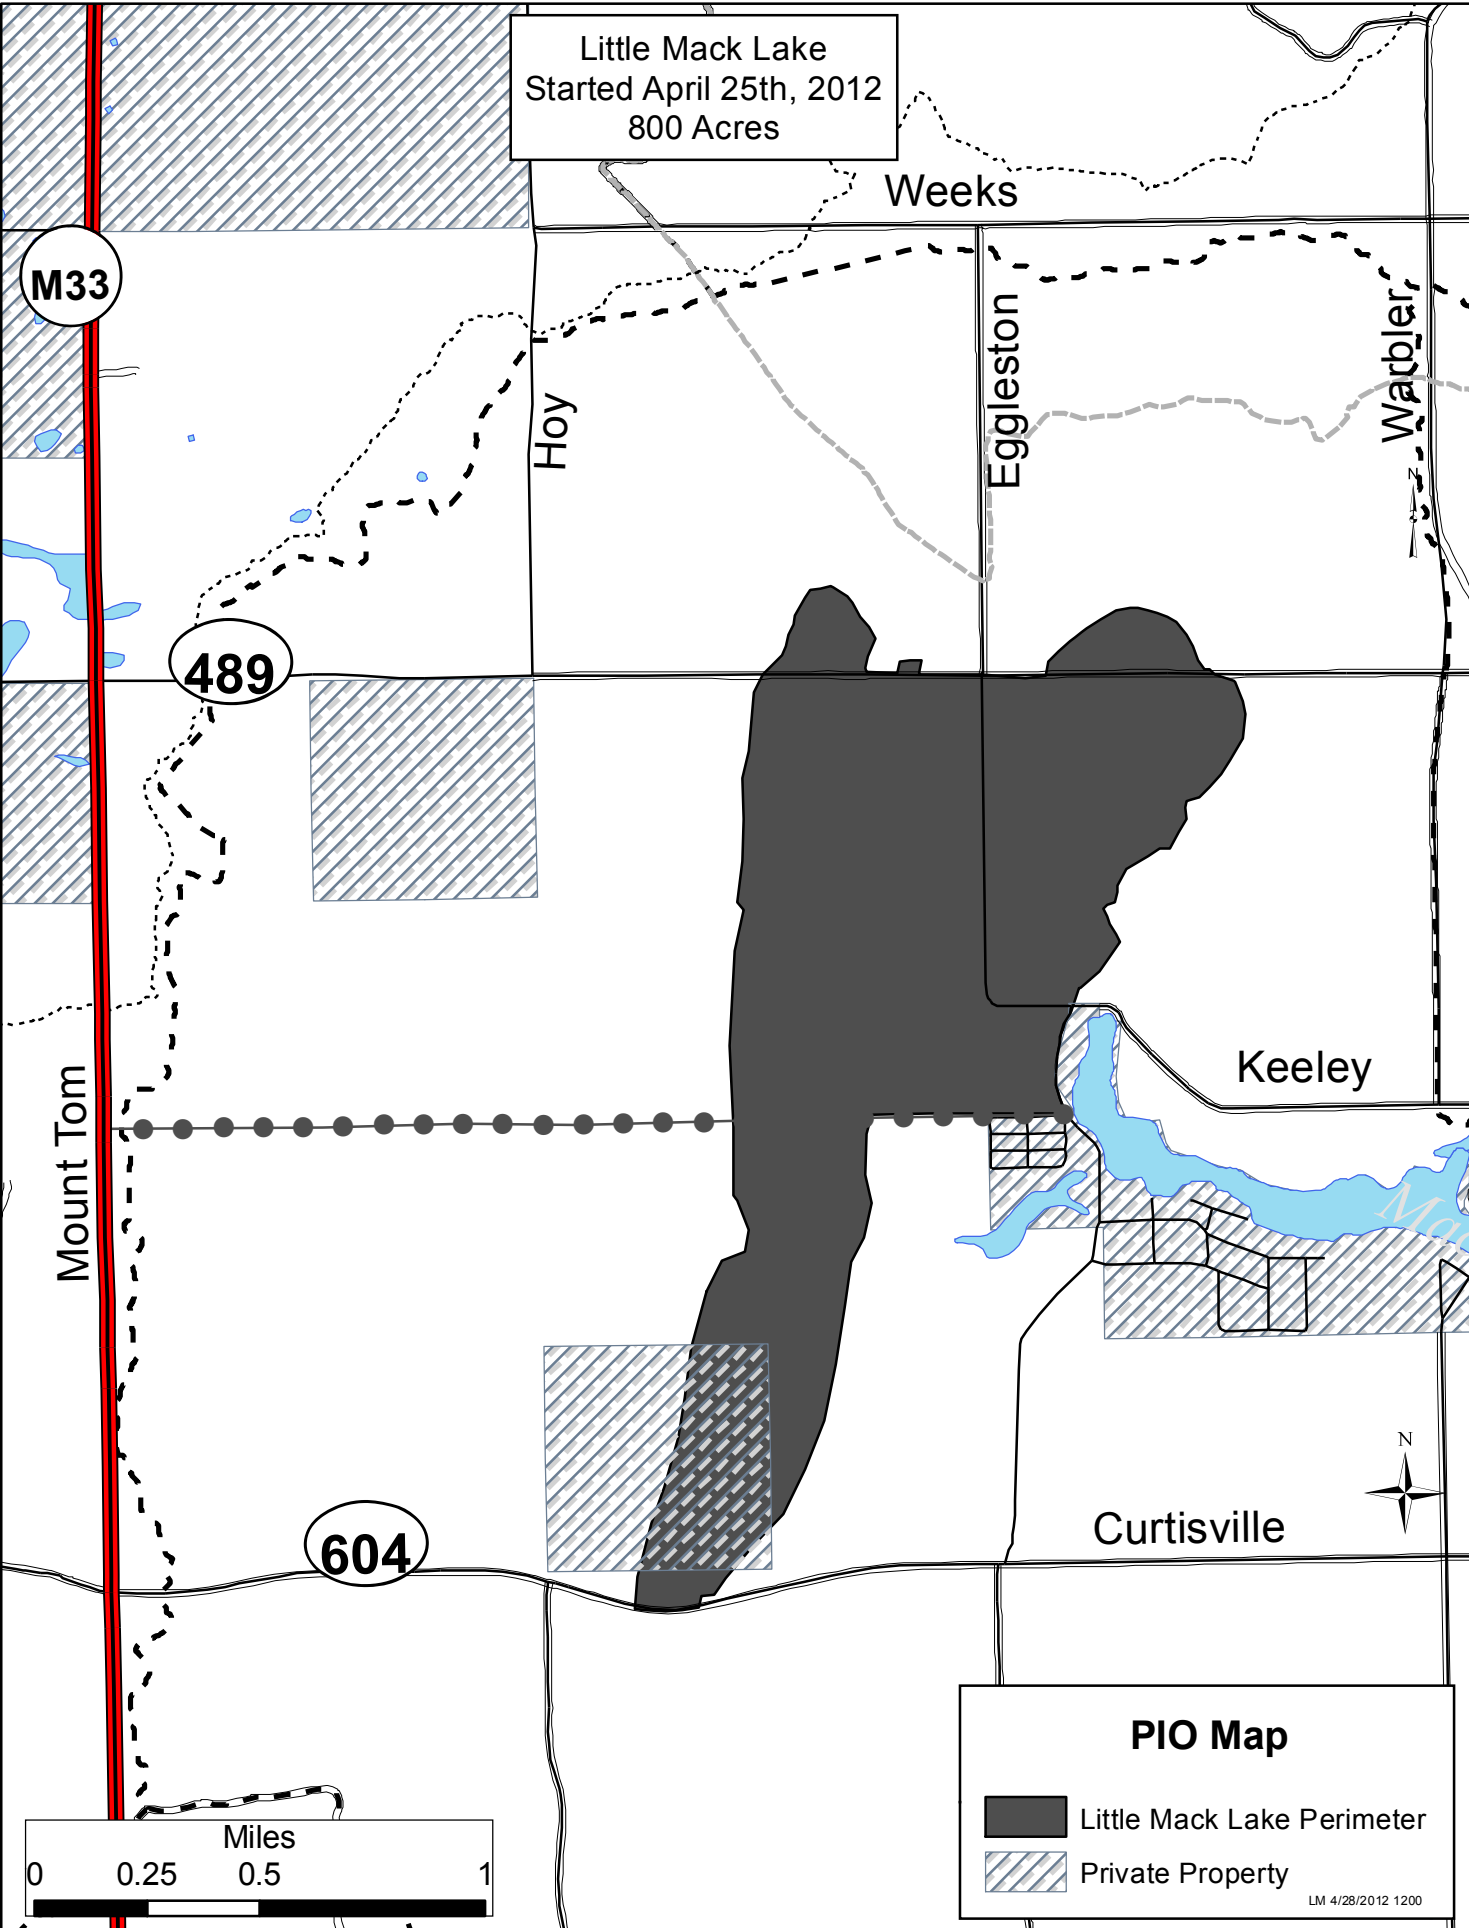 Little Mack Lake
Started April 25th, 2012
800 Acres
Weeks
M33
Hoy
Eggleston
Warbler
N
489
Keeley
Mount Tom
Mac
N
Curtisville
604
PIO Map
Little Mack Lake Perimeter
Private Property
LM 4/28/2012 1200
Miles
0 0.25 0.5 1